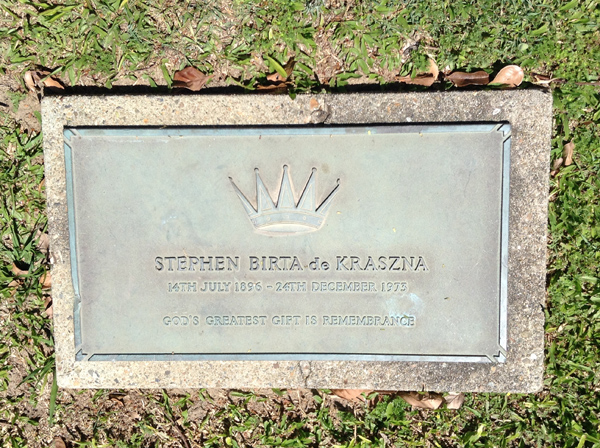 STEPHEN BIRTA de KRASZNA
14TH JULY 1896 - 24TH DECEMBER 1973
GOD'S GREATEST GIFT IS REMEMBRANCE